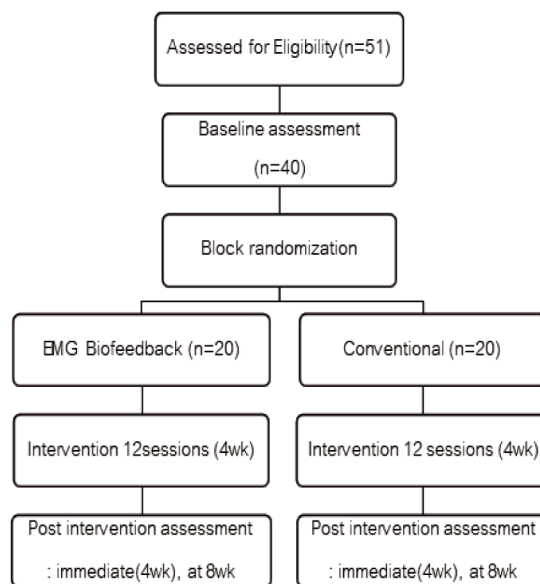 Assessed for Eligibility(n=51)
Baseline assessment
(n=40)
Block randomization
EMG Biofeedback (n=20)
Conventional (n=20)
Intervention 12sessions (4wk)
Intervention 12 sessions (4wk)
Post intervention assessment
: immediate(4wk), at 8wk
Post intervention assessment
: immediate(4wk), at 8wk